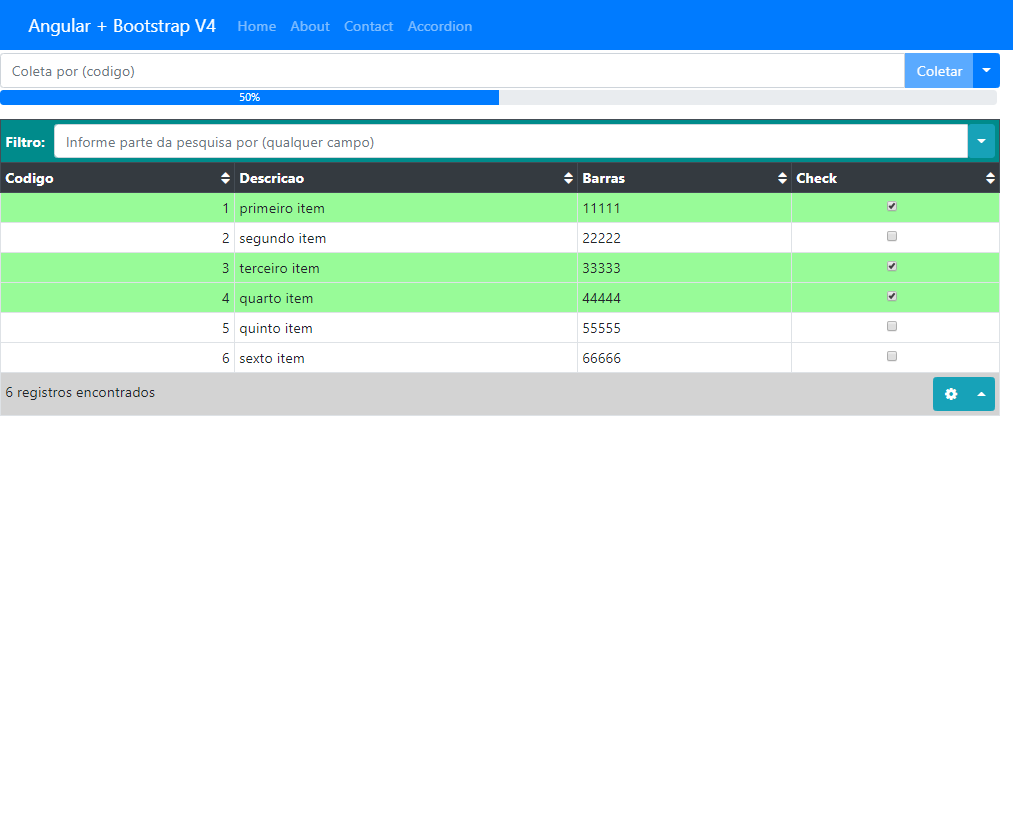 Angular + Bootstrap V4 Home About Contact Accordion
Coleta por (codigo) Coletar
50%
Filtro: Informe parte da pesquisa por (qualquer campo)
Codigo Descricao Barras Check
1 primeiro item 11111
2 segundo item 22222
3 terceiro item 33333
4 quarto item 44444
5 quinto item 55555
6 sexto item 66666
6 registros encontrados